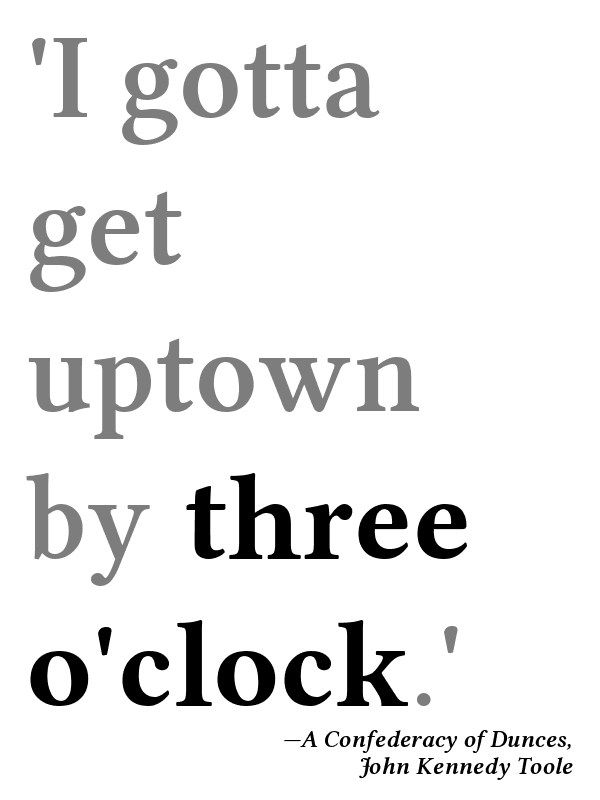 'I gotta
get
uptown
by three
o'clock.'
—A Confederacy of Dunces,
John Kennedy Toole